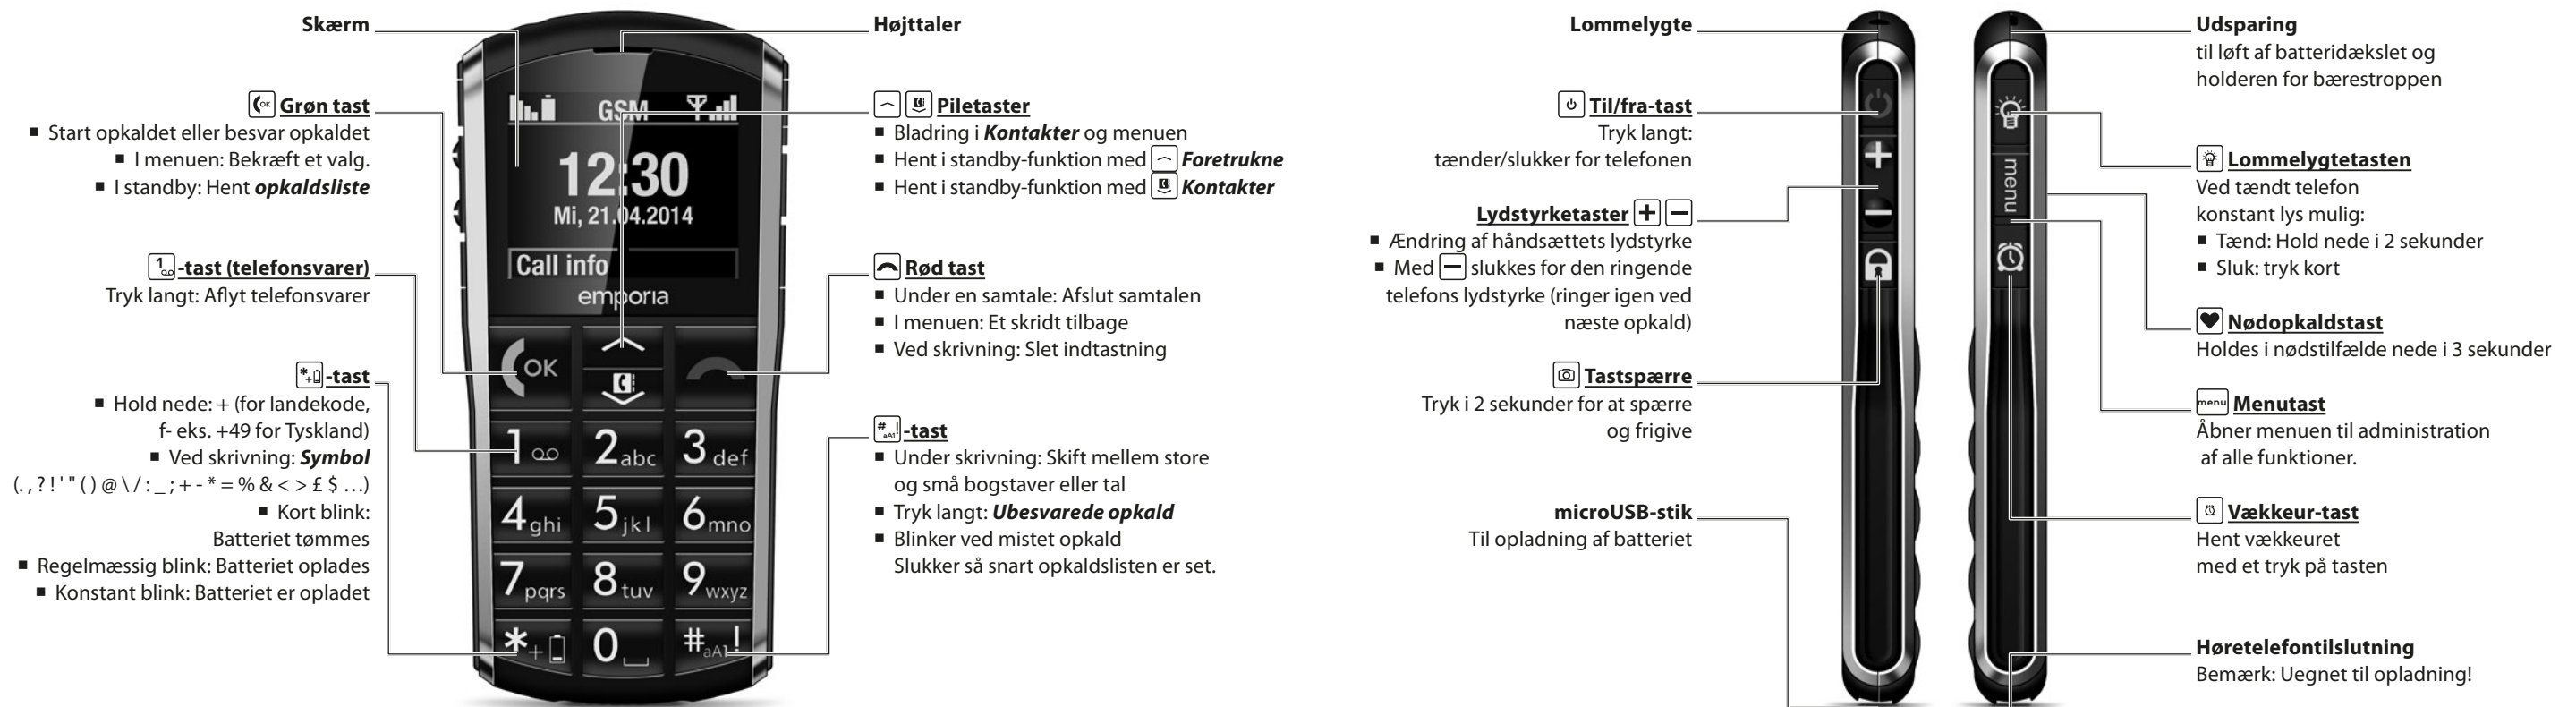 Skærm
Grøn tast
■ Start opkaldet eller besvar opkaldet
■ I menuen: Bekræft et valg.
■ I standby: Hent opkaldsliste
1-tast (telefonsvarer)
Tryk langt: Aflyt telefonsvarer
*+-tast
■ Hold nede: + (for landekode,
f- eks. +49 for Tyskland)
■ Ved skrivning: Symbol
(. , ? ! ' " ( ) @ \ / : _ ; + - * = % & < > £ $ …)
■ Kort blink:
Batteriet tømmes
■ Regelmæssig blink: Batteriet oplades
■ Konstant blink: Batteriet er opladet
GSM
12:30
Mi, 21.04.2014
Call info
emporia
OK
1
2abc
3def
4ghi
5jkl
6mno
7pqrs
8tuv
9wxyz
*+
0
#aA1!
Højttaler
Piletaster
■ Bladring i Kontakter og menuen
■ Hent i standby-funktion med Foretrukne
■ Hent i standby-funktion med Kontakter
Rød tast
■ Under en samtale: Afslut samtalen
■ I menuen: Et skridt tilbage
■ Ved skrivning: Slet indtastning
#aA1!-tast
■ Under skrivning: Skift mellem store
og små bogstaver eller tal
■ Tryk langt: Ubesvarede opkald
■ Blinker ved mistet opkald
Slukker så snart opkaldslisten er set.
Lommelygte
Til/fra-tast
Tryk langt:
tænder/slukker for telefonen
Lydstyrketaster + −
■ Ændring af håndsættets lydstyrke
■ Med − slukkes for den ringende
telefons lydstyrke (ringer igen ved
næste opkald)
Tastspærre
Tryk i 2 sekunder for at spærre
og frigive
microUSB-stik
Til opladning af batteriet
+
−
menu
Udsparing
til løft af batteridækslet og
holderen for bærestroppen
Lommelygtetasten
Ved tændt telefon
konstant lys mulig:
■ Tænd: Hold nede i 2 sekunder
■ Sluk: tryk kort
Nødopkaldstast
Holdes i nødstilfælde nede i 3 sekunder
menu Menutast
Åbner menuen til administration
af alle funktioner.
Vækkeur-tast
Hent vækkeuret
med et tryk på tasten
Høretelefontilslutning
Bemærk: Uegnet til opladning!